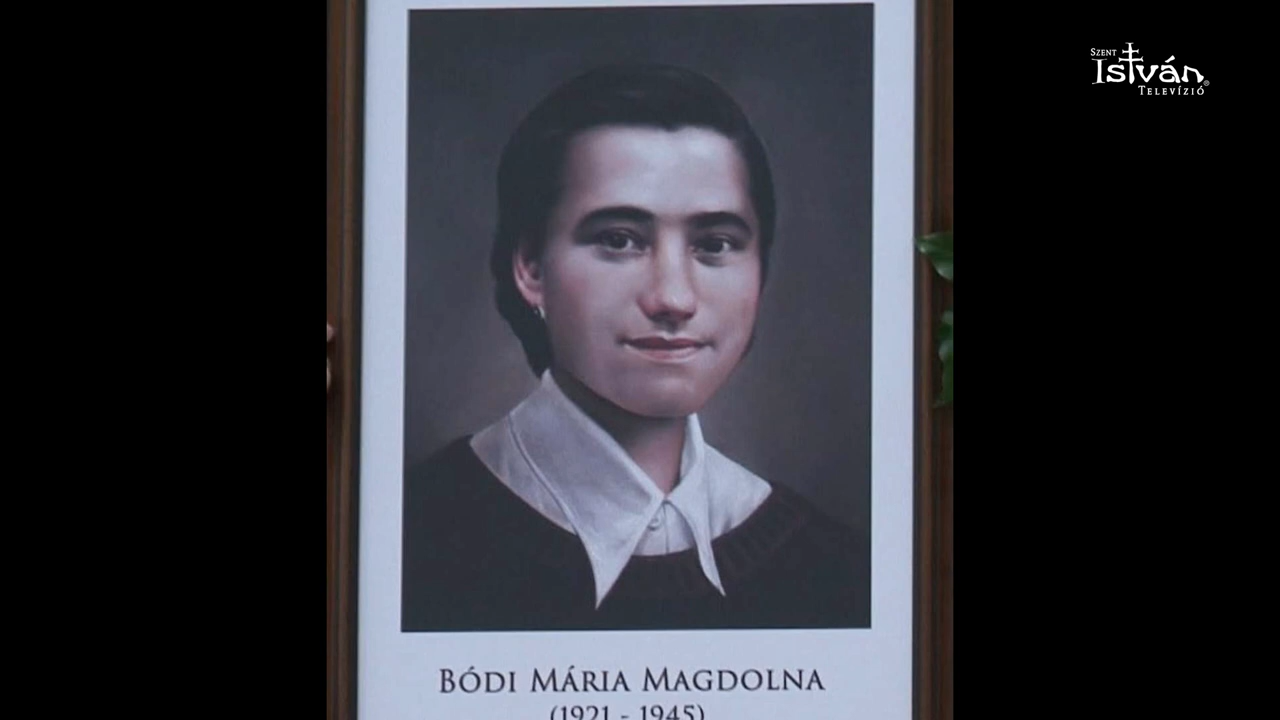 SZENT
ISTVÁN®
TELEVÍZIÓ
BÓDI MÁRIA MAGDOLNA
(1921 - 1945)